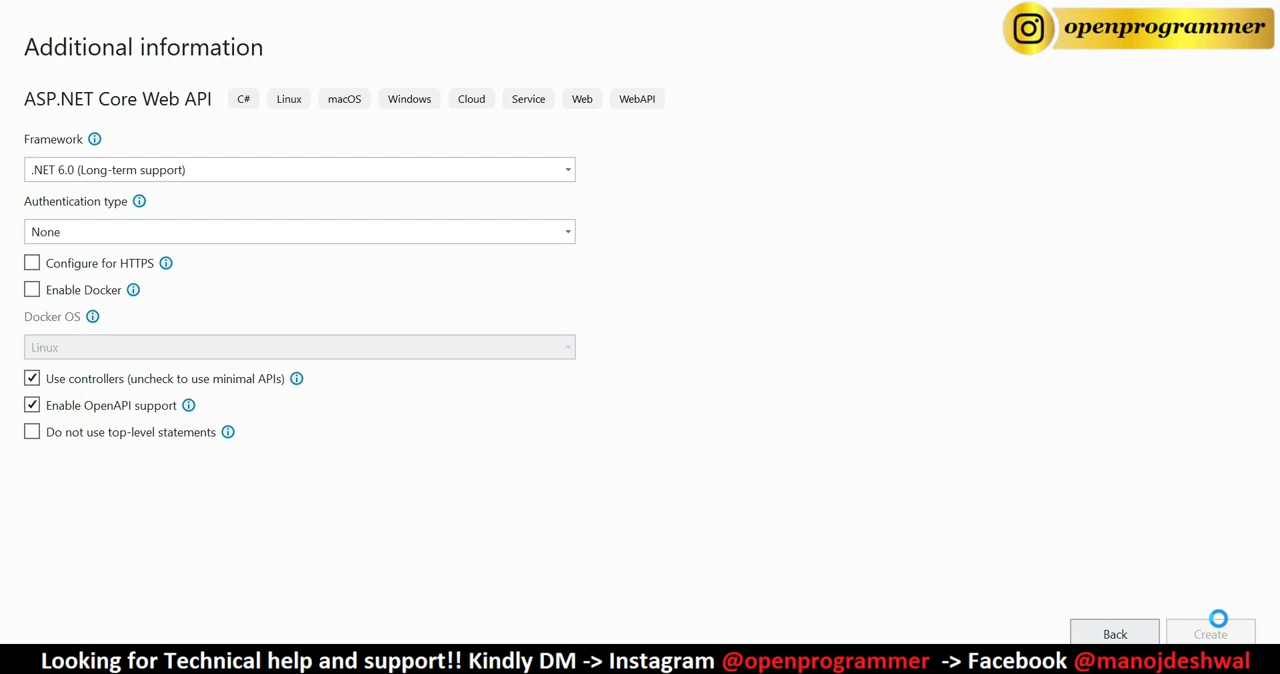 openprogrammer
Additional information
ASP.NET Core Web API C# Linux macOS Windows Cloud Service Web WebAPI
Framework
.NET 6.0 (Long-term support)
Authentication type
None
Configure for HTTPS
Enable Docker
Docker OS
Linux
Use controllers (uncheck to use minimal APIs)
Enable OpenAPI support
Do not use top-level statements
Back Create
Looking for Technical help and support!! Kindly DM -> Instagram @openprogrammer -> Facebook @manojdeshwal